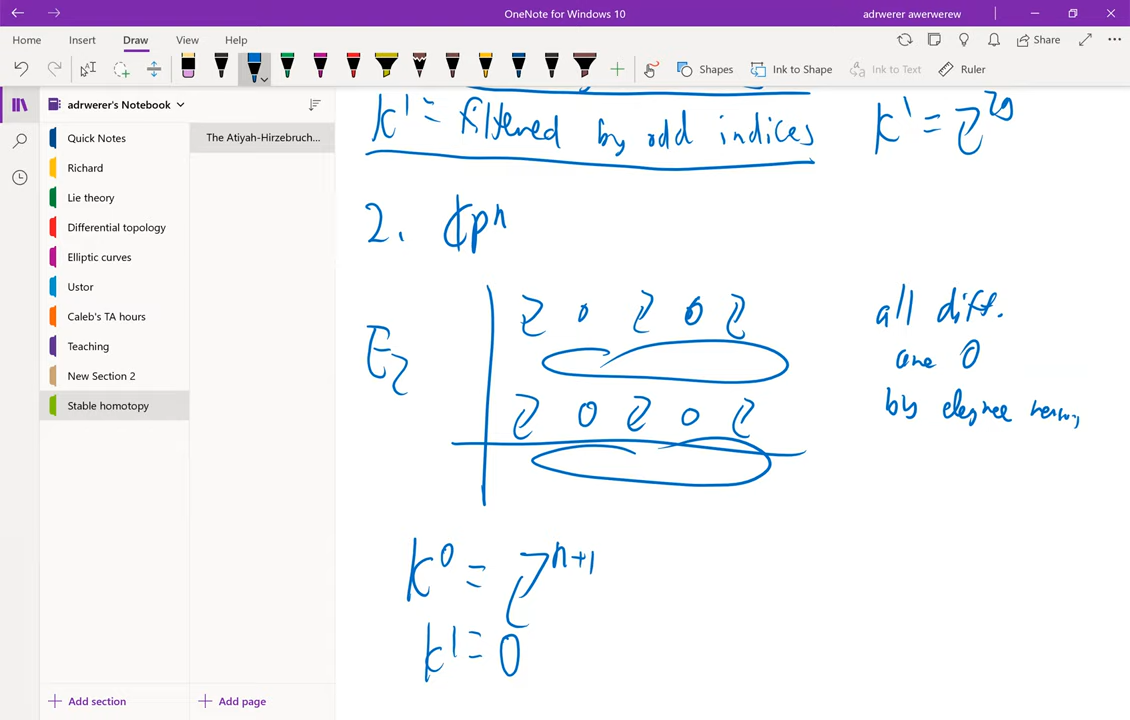 OneNote for Windows 10
adrwerer awerwerew
Home
Insert
Draw
View
Help
Share
Shapes
Ink to Shape
Ink to Text
Ruler
adrwerer's Notebook
Quick Notes
Richard
Lie theory
Differential topology
Elliptic curves
Ustor
Caleb's TA hours
Teaching
New Section 2
Stable homotopy
Add section
The Atiyah-Hirzebruch...
Add page
K¹ = filtered by odd indices
K¹ = ℤ²ᵍ
2. ℂPⁿ
E₂
ℤ 0 ℤ 0 ℤ
ℤ 0 ℤ 0 ℤ
all diff.
are 0
by degree
K⁰ = ℤⁿ⁺¹
K¹ = 0